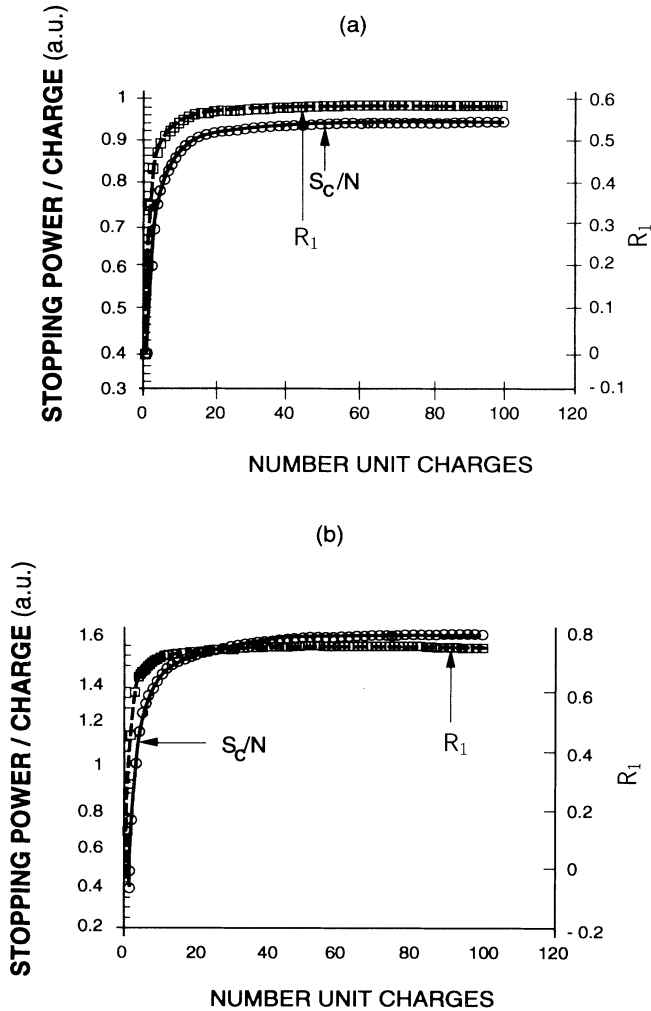 (a)
STOPPING POWER / CHARGE (a.u.)
1
0.9
0.8
0.7
0.6
0.5
0.4
0.3
0.6
0.5
0.4
0.3
0.2
0.1
0
- 0.1
R1
Sc/N
R1
0 20 40 60 80 100 120
NUMBER UNIT CHARGES
(b)
STOPPING POWER / CHARGE (a.u.)
1.6
1.4
1.2
1
0.8
0.6
0.4
0.2
0.8
0.6
0.4
0.2
0
- 0.2
R1
Sc/N
R1
0 20 40 60 80 100 120
NUMBER UNIT CHARGES